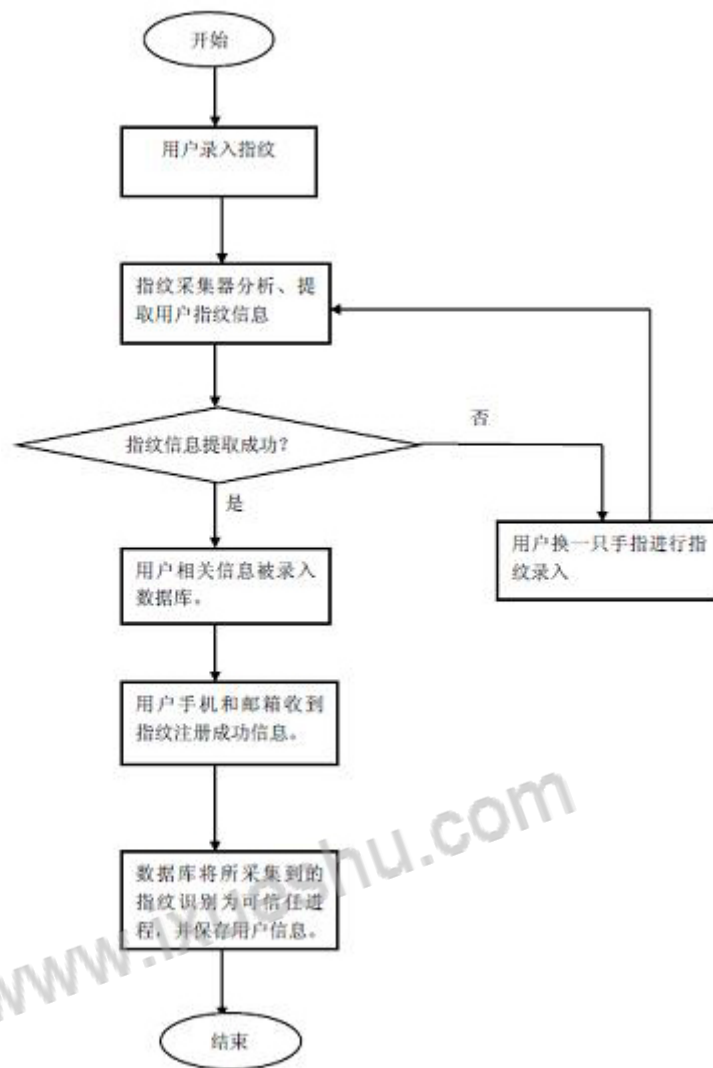 开始
用户录入指纹
指纹采集器分析、提
取用户指纹信息
指纹信息提取成功?
否
是
用户换一只手指进行指
纹录入
用户相关信息被录入
数据库。
用户手机和邮箱收到
指纹注册成功信息。
数据库将所采集到的
指纹识别为可信任进
程,并保存用户信息。
结束
www.ixueshu.com